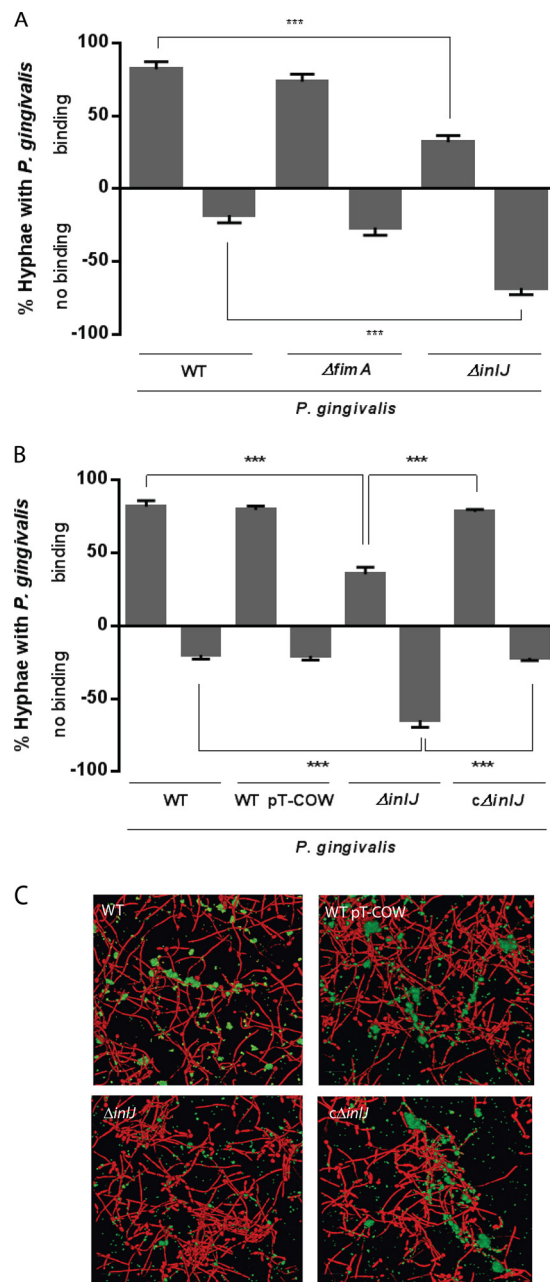 A
% Hyphae with P. gingivalis
no binding binding
100
50
0
-50
-100
***
***
WT ΔfimA ΔinlJ
P. gingivalis
B
% Hyphae with P. gingivalis
no binding binding
100
50
0
-50
-100
*** ***
*** ***
WT WT pT-COW ΔinlJ cΔinlJ
P. gingivalis
C
WT
WT pT-COW
ΔinlJ
cΔinlJ